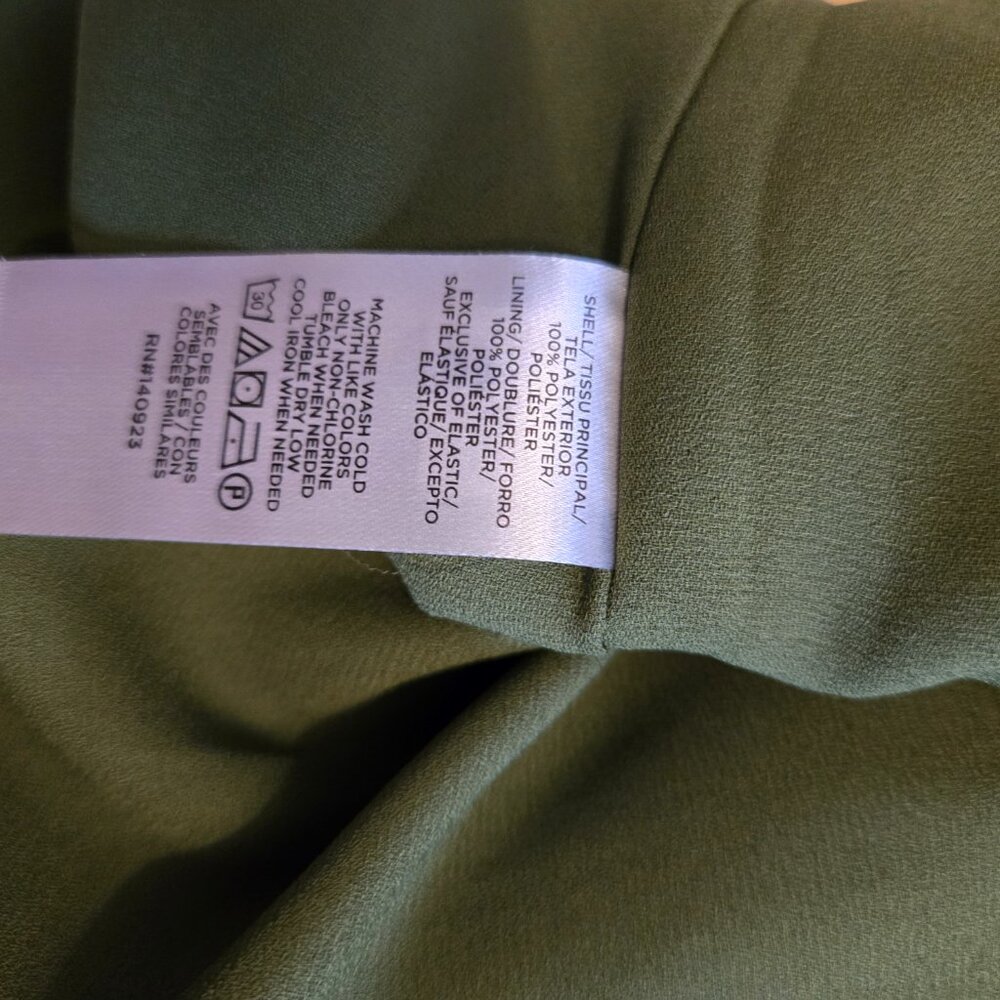 SHELL/ TISSU PRINCIPAL/
TELA EXTERIOR
100% POLYESTER/
POLIÉSTER
LINING/ DOUBLURE/ FORRO
100% POLYESTER/
POLIÉSTER
EXCLUSIVE OF ELASTIC/
SAUF ÉLASTIQUE/ EXCEPTO
ELÁSTICO
MACHINE WASH COLD
WITH LIKE COLORS
ONLY NON-CHLORINE
BLEACH WHEN NEEDED
TUMBLE DRY LOW
COOL IRON WHEN NEEDED
30 P
AVEC DES COULEURS
SEMBLABLES / CON
COLORES SIMILARES
RN#140923